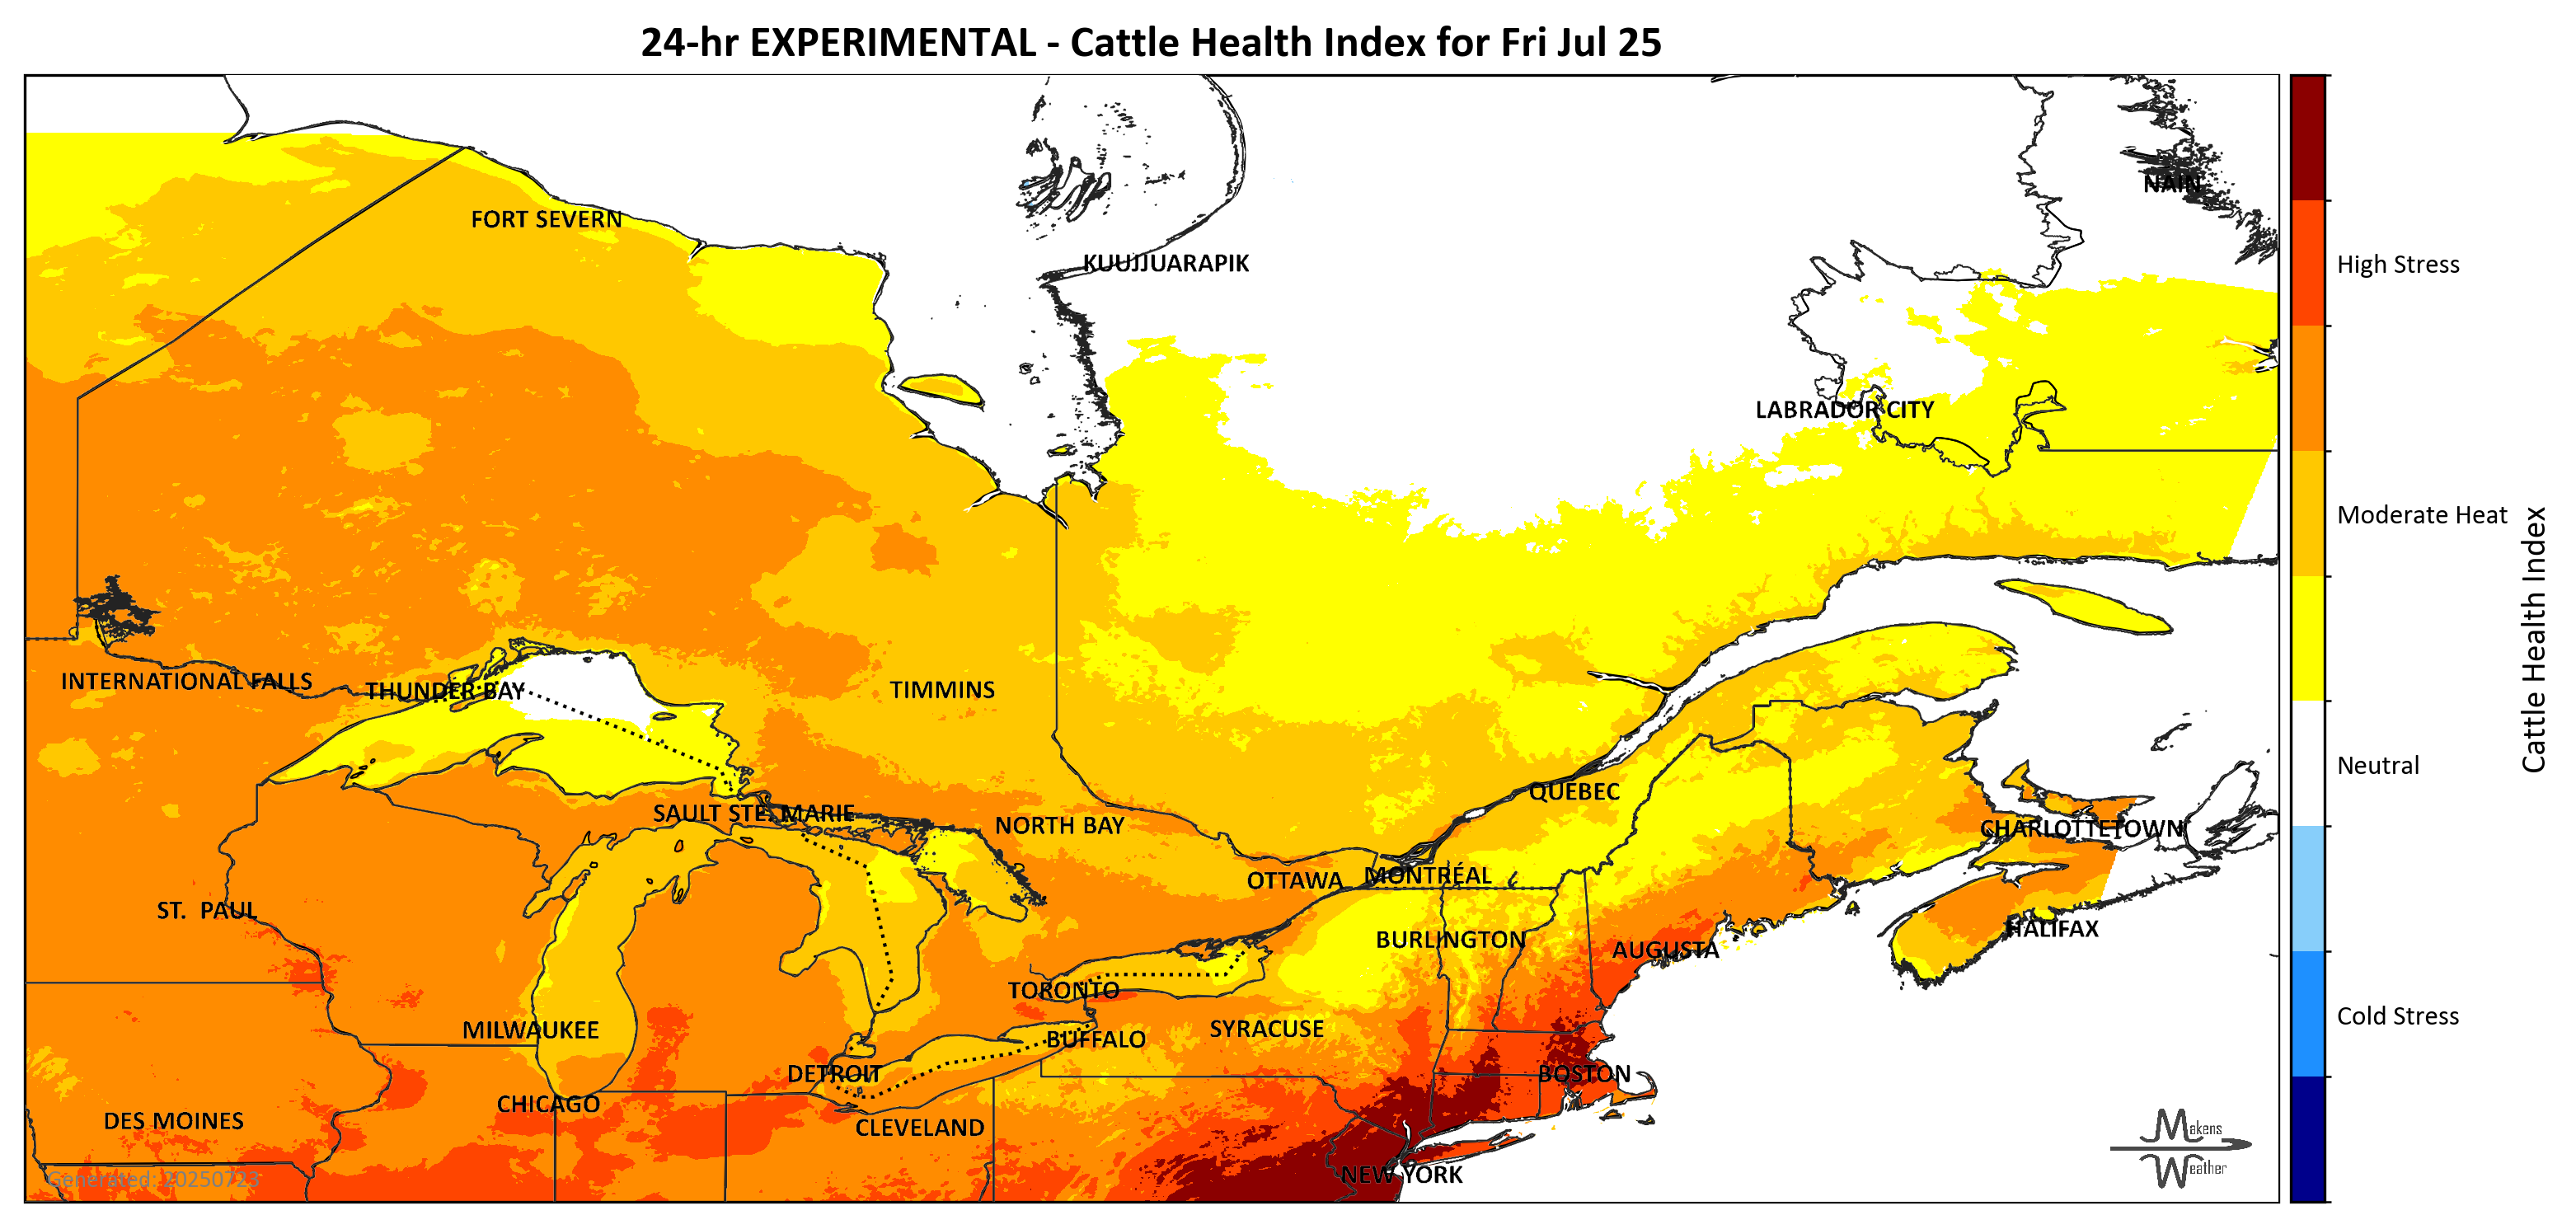 24-hr EXPERIMENTAL - Cattle Health Index for Fri Jul 25
NAIN
FORT SEVERN
KUUJJUARAPIK
High Stress
LABRADOR CITY
Moderate Heat
Cattle Health Index
INTERNATIONAL FALLS
THUNDER BAY
TIMMINS
Neutral
QUEBEC
SAULT STE. MARIE
NORTH BAY
CHARLOTTETOWN
OTTAWA
MONTRÉAL
ST. PAUL
HALIFAX
BURLINGTON
AUGUSTA
TORONTO
Cold Stress
MILWAUKEE
SYRACUSE
BUFFALO
DETROIT
BOSTON
CHICAGO
DES MOINES
CLEVELAND
Makens
Weather
NEW YORK
Generated: 20250723